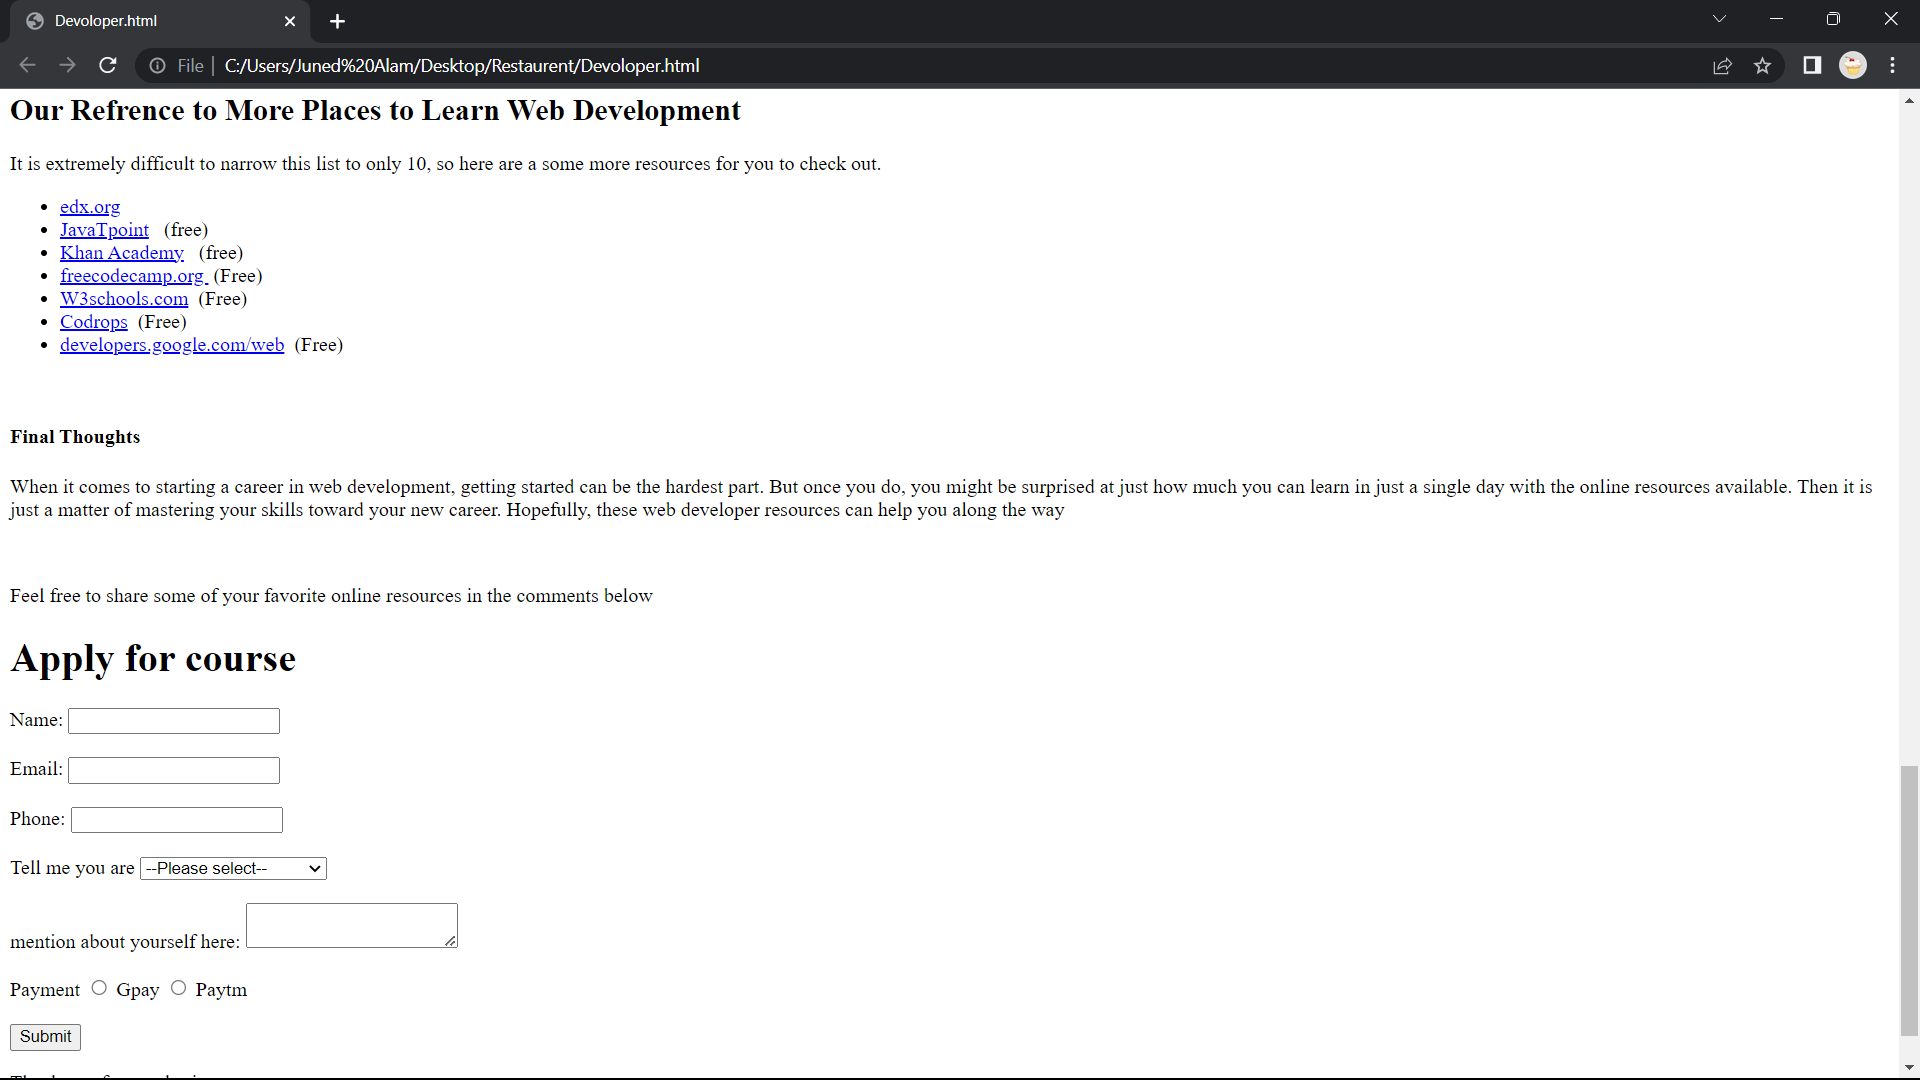 Devoloper.html
File | C:/Users/Juned%20Alam/Desktop/Restaurent/Devoloper.html
Our Refrence to More Places to Learn Web Development
It is extremely difficult to narrow this list to only 10, so here are a some more resources for you to check out.
• edx.org
• JavaTpoint (free)
• Khan Academy (free)
• freecodecamp.org (Free)
• W3schools.com (Free)
• Codrops (Free)
• developers.google.com/web (Free)
Final Thoughts
When it comes to starting a career in web development, getting started can be the hardest part. But once you do, you might be surprised at just how much you can learn in just a single day with the online resources available. Then it is
just a matter of mastering your skills toward your new career. Hopefully, these web developer resources can help you along the way
Feel free to share some of your favorite online resources in the comments below
Apply for course
Name:
Email:
Phone:
Tell me you are --Please select--
mention about yourself here:
Payment Gpay Paytm
Submit